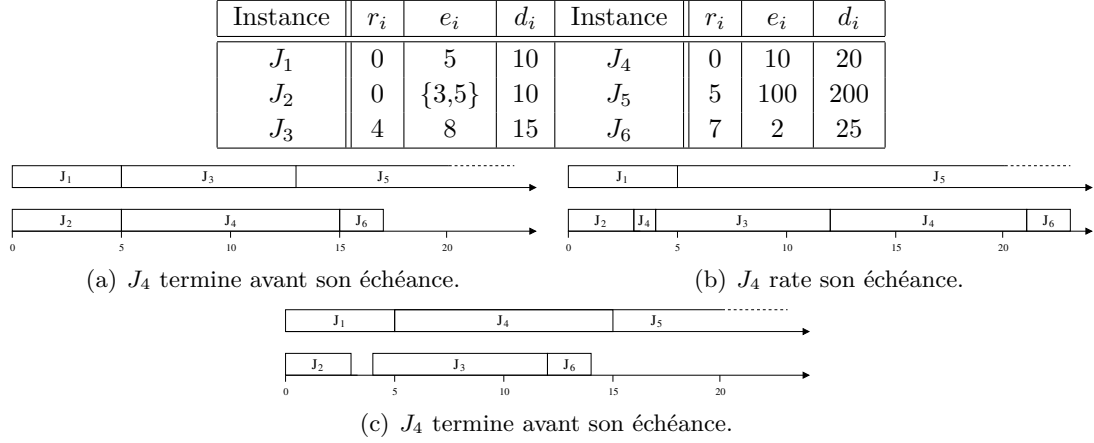 Instance r_i e_i d_i Instance r_i e_i d_i
J_1 0 5 10 J_4 0 10 20
J_2 0 {3,5} 10 J_5 5 100 200
J_3 4 8 15 J_6 7 2 25
J_1 J_3 J_5
J_2 J_4 J_6
0 5 10 15 20
(a) J_4 termine avant son échéance.
J_1 J_5
J_2 J_4 J_3 J_4 J_6
0 5 10 15 20
(b) J_4 rate son échéance.
J_1 J_4 J_5
J_2 J_3 J_6
0 5 10 15 20
(c) J_4 termine avant son échéance.